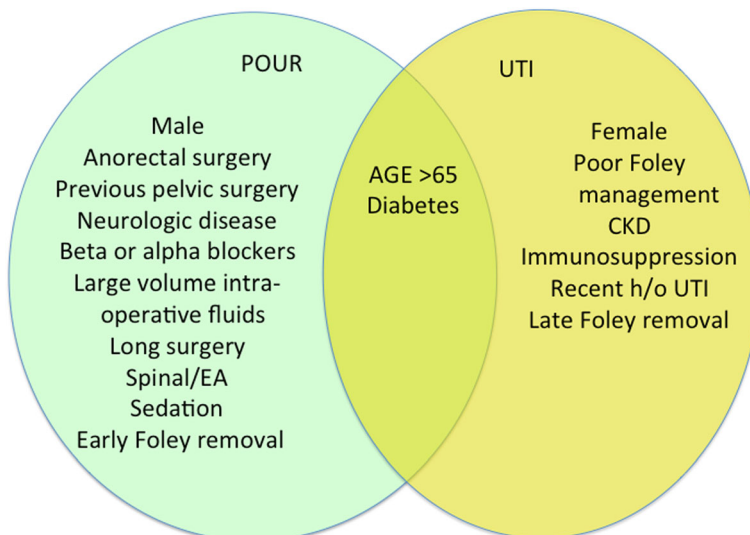 POUR
Male
Anorectal surgery
Previous pelvic surgery
Neurologic disease
Beta or alpha blockers
Large volume intra-
operative fluids
Long surgery
Spinal/EA
Sedation
Early Foley removal
AGE >65
Diabetes
UTI
Female
Poor Foley
management
CKD
Immunosuppression
Recent h/o UTI
Late Foley removal